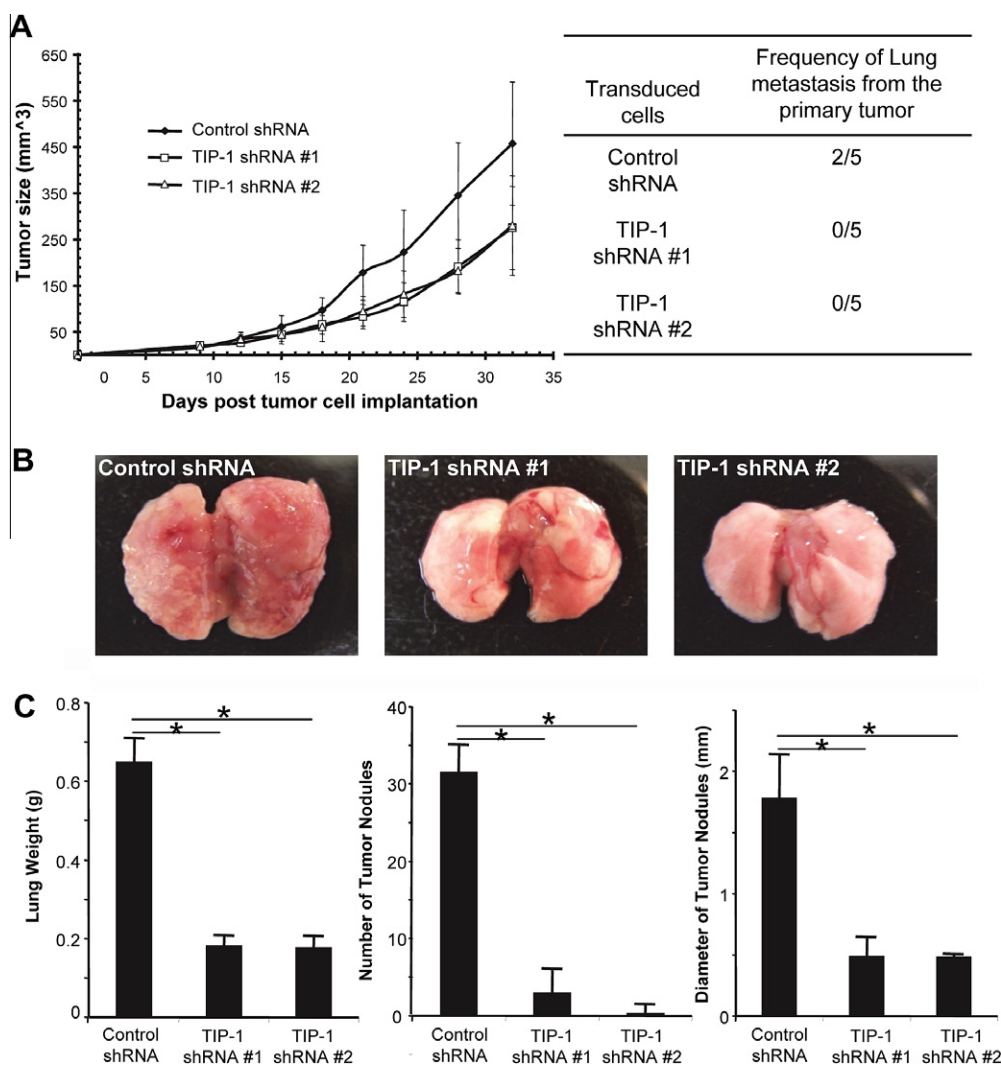 A
Tumor size (mm^3)
650
550
450
350
250
150
50
Control shRNA
TIP-1 shRNA #1
TIP-1 shRNA #2
0 5 10 15 20 25 30 35
Days post tumor cell implantation
Transduced cells
Frequency of Lung metastasis from the primary tumor
Control shRNA 2/5
TIP-1 shRNA #1 0/5
TIP-1 shRNA #2 0/5
B
Control shRNA
TIP-1 shRNA #1
TIP-1 shRNA #2
C
Lung Weight (g)
0.8
0.6
0.4
0.2
0
* *
Control shRNA
TIP-1 shRNA #1
TIP-1 shRNA #2
Number of Tumor Nodules
40
30
20
10
0
* *
Control shRNA
TIP-1 shRNA #1
TIP-1 shRNA #2
Diameter of Tumor Nodules (mm)
2
1
0
* *
Control shRNA
TIP-1 shRNA #1
TIP-1 shRNA #2